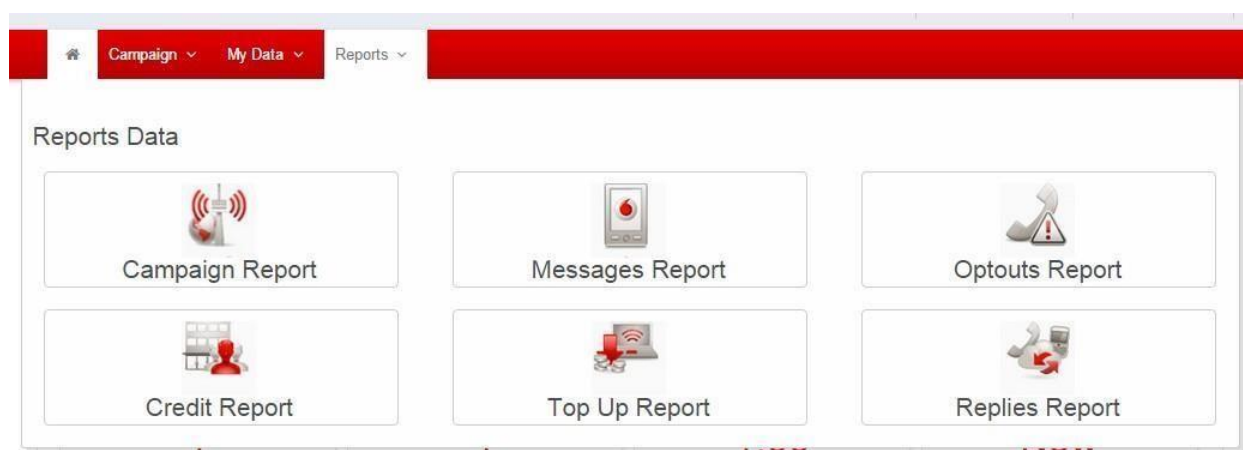 Campaign My Data Reports
Reports Data
Campaign Report Messages Report Optouts Report
Credit Report Top Up Report Replies Report